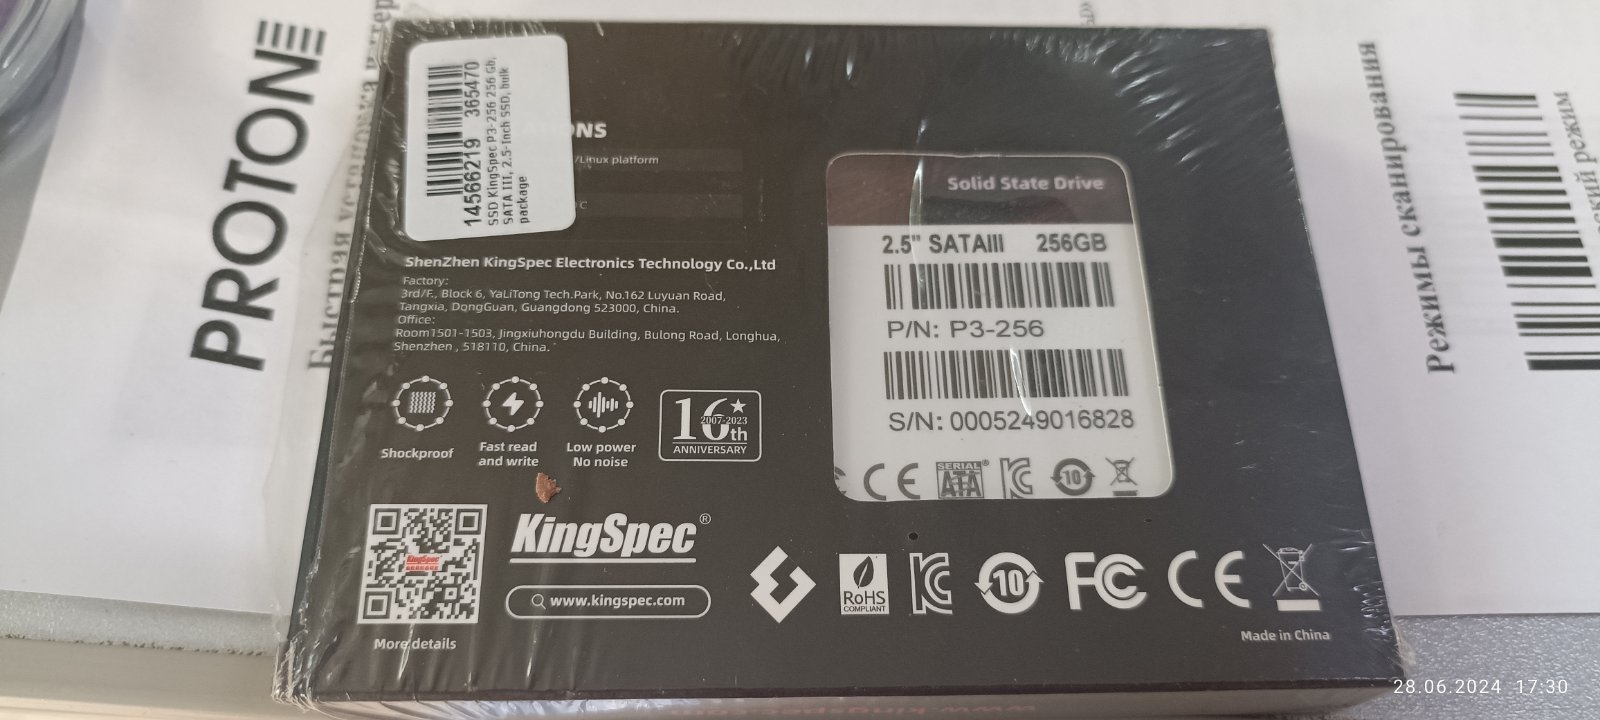 PROTONE
Быстрая установка
14566219 365470
SSD KingSpec P3-256 256 Gb,
SATA III, 2.5-inch SSD, bulk
package
/Linux platform
ShenZhen KingSpec Electronics Technology Co.,Ltd
Factory:
3rd/F., Block 6, YaLiTong Tech.Park, No.162 Luyuan Road,
Tangxia, DongGuan, Guangdong 523000, China.
Office:
Room1501-1503, Jingxiuhongdu Building, Bulong Road, Longhua,
Shenzhen , 518110, China.
Shockproof
Fast read
and write
Low power
No noise
16th
2007-2023
ANNIVERSARY
Solid State Drive
2.5" SATAIII 256GB
P/N: P3-256
S/N: 0005249016828
CE SERIAL ATA® KC 10
KingSpec
More details
KingSpec®
www.kingspec.com
RoHS
COMPLIANT
KC 10 FC CE
Made in China
Режимы сканирования
режим
28.06.2024 17:30